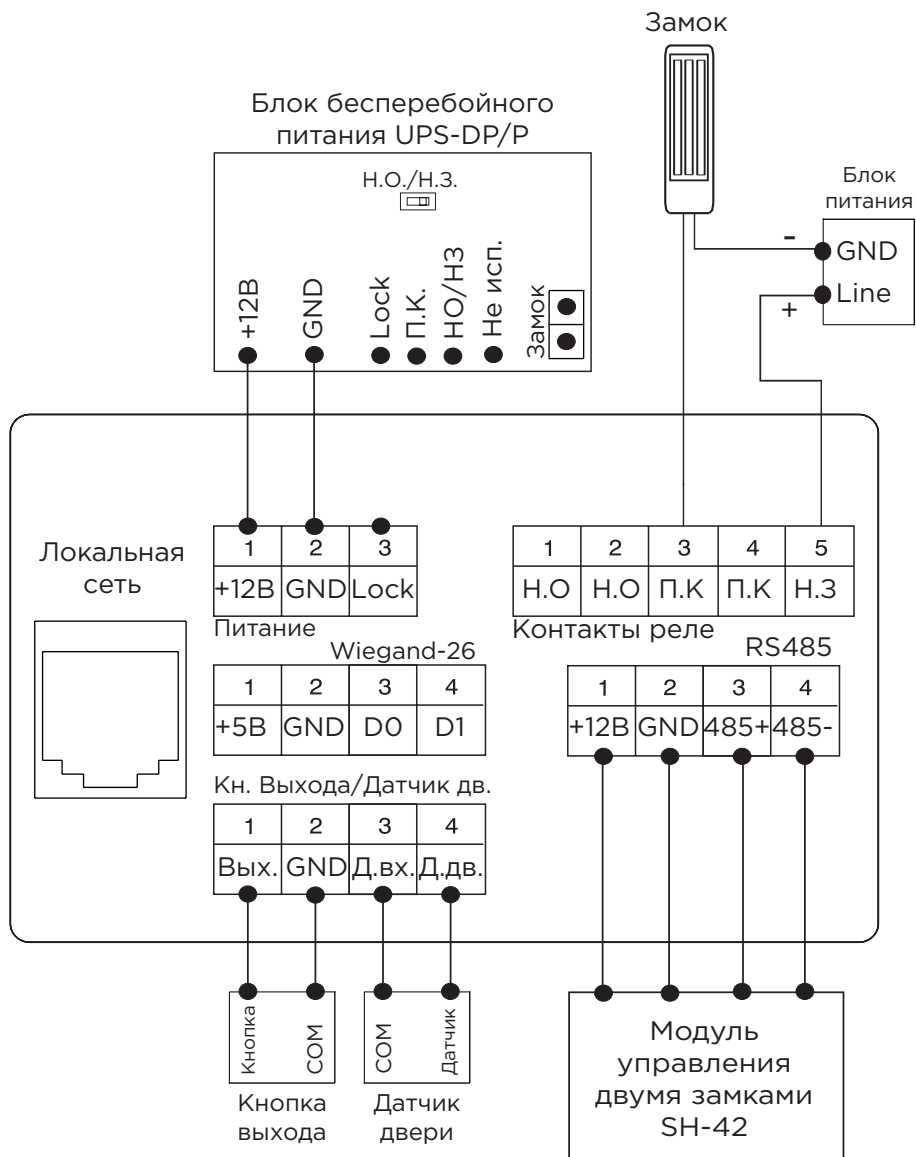 Замок
Блок бесперебойного
питания UPS-DP/P
Н.О./Н.З.
+12В
GND
Lock
П.К.
НО/НЗ
Не исп.
Замок
Блок
питания
-
GND
Line
+
Локальная
сеть
1 2 3
+12В GND Lock
Питание
1 2 3 4 5
Н.О Н.О П.К П.К Н.З
Контакты реле
Wiegand-26
1 2 3 4
+5В GND D0 D1
RS485
1 2 3 4
+12В GND 485+ 485-
Кн. Выхода/Датчик дв.
1 2 3 4
Вых. GND Д.вх. Д.дв.
Кнопка
COM
COM
Датчик
Кнопка
выхода
Датчик
двери
Модуль
управления
двумя замками
SH-42